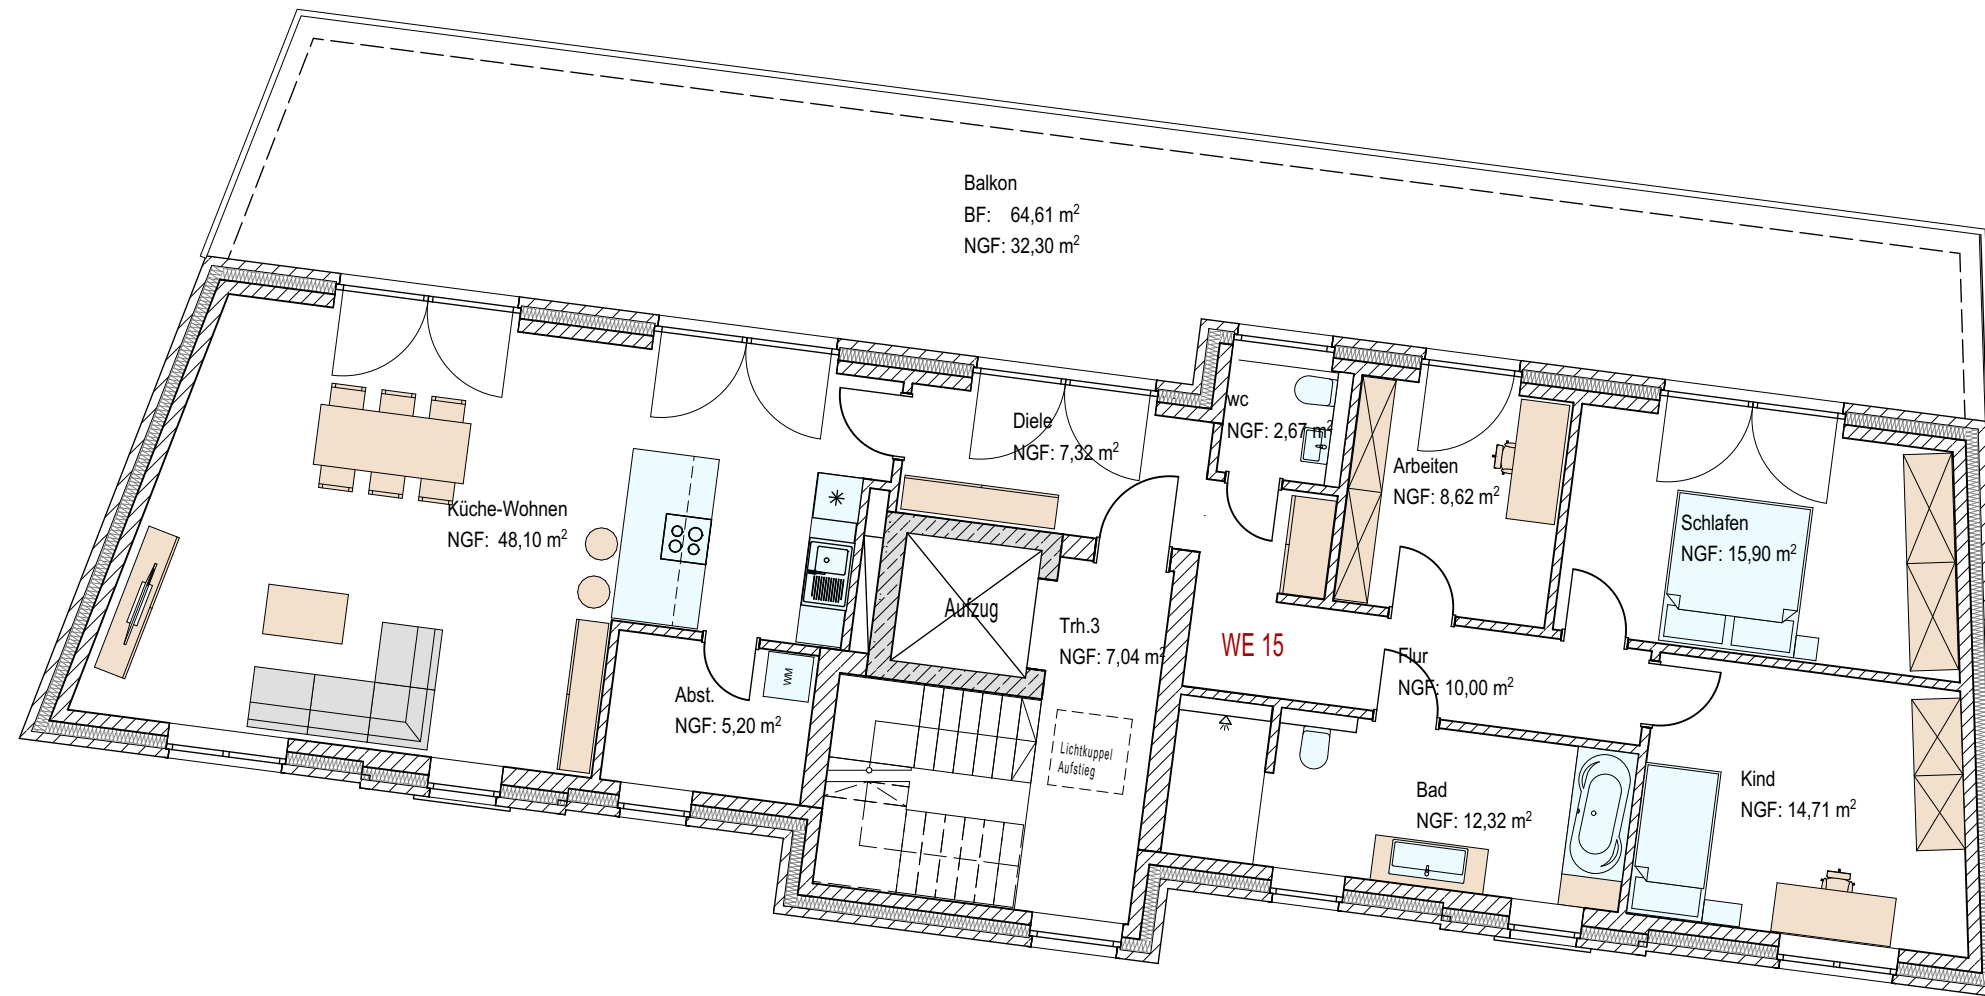 Balkon
BF: 64,61 m²
NGF: 32,30 m²
Diele
NGF: 7,32 m²
wc
NGF: 2,67 m²
Arbeiten
NGF: 8,62 m²
Schlafen
NGF: 15,90 m²
Küche-Wohnen
NGF: 48,10 m²
Aufzug
Trh.3
NGF: 7,04 m²
WE 15
Flur
NGF: 10,00 m²
Abst.
NGF: 5,20 m²
WM
Lichtkuppel
Aufstieg
Bad
NGF: 12,32 m²
Kind
NGF: 14,71 m²